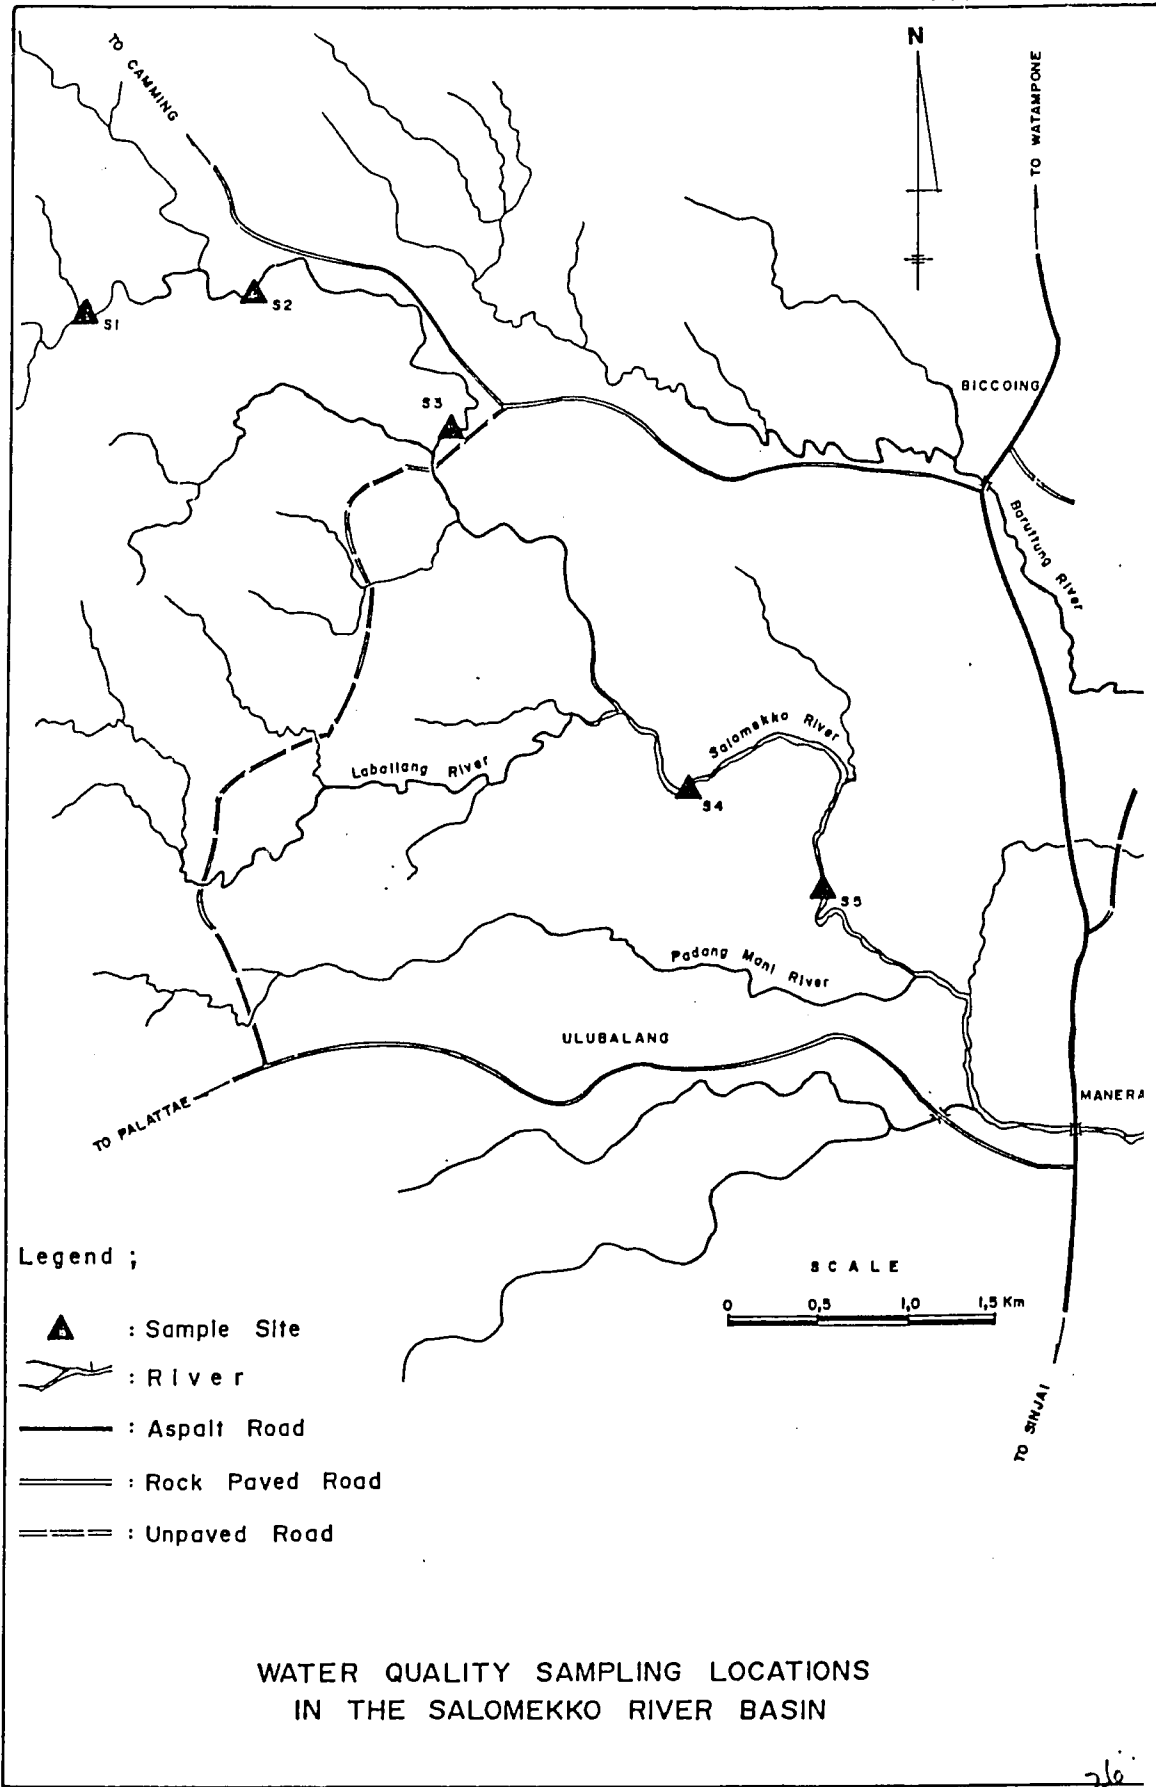 N
TO CAMMING
TO WATAMPONE
S1
S2
BICCOING
S3
Baruttung River
Salomekko River
Laballang River
S4
S5
Padang Mani River
ULUBALANG
MANERA
TO PALATTAE
Legend ;
: Sample Site
: River
: Aspalt Road
: Rock Paved Road
: Unpaved Road
SCALE
0 0,5 1,0 1,5 Km
TO SINJAI
WATER QUALITY SAMPLING LOCATIONS
IN THE SALOMEKKO RIVER BASIN